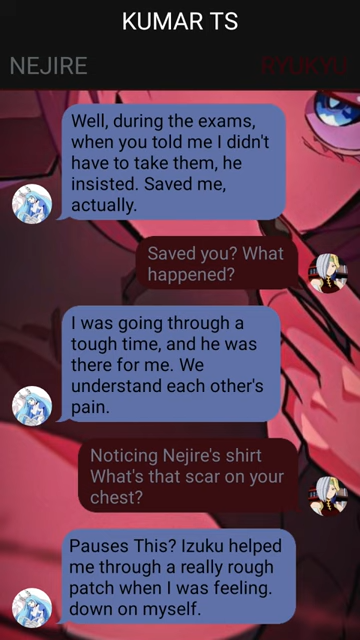 KUMAR TS
NEJIRE
RYUKYU
Well, during the exams,
when you told me I didn't
have to take them, he
insisted. Saved me,
actually.
Saved you? What
happened?
I was going through a
tough time, and he was
there for me. We
understand each other's
pain.
Noticing Nejire's shirt
What's that scar on your
chest?
Pauses This? Izuku helped
me through a really rough
patch when I was feeling.
down on myself.